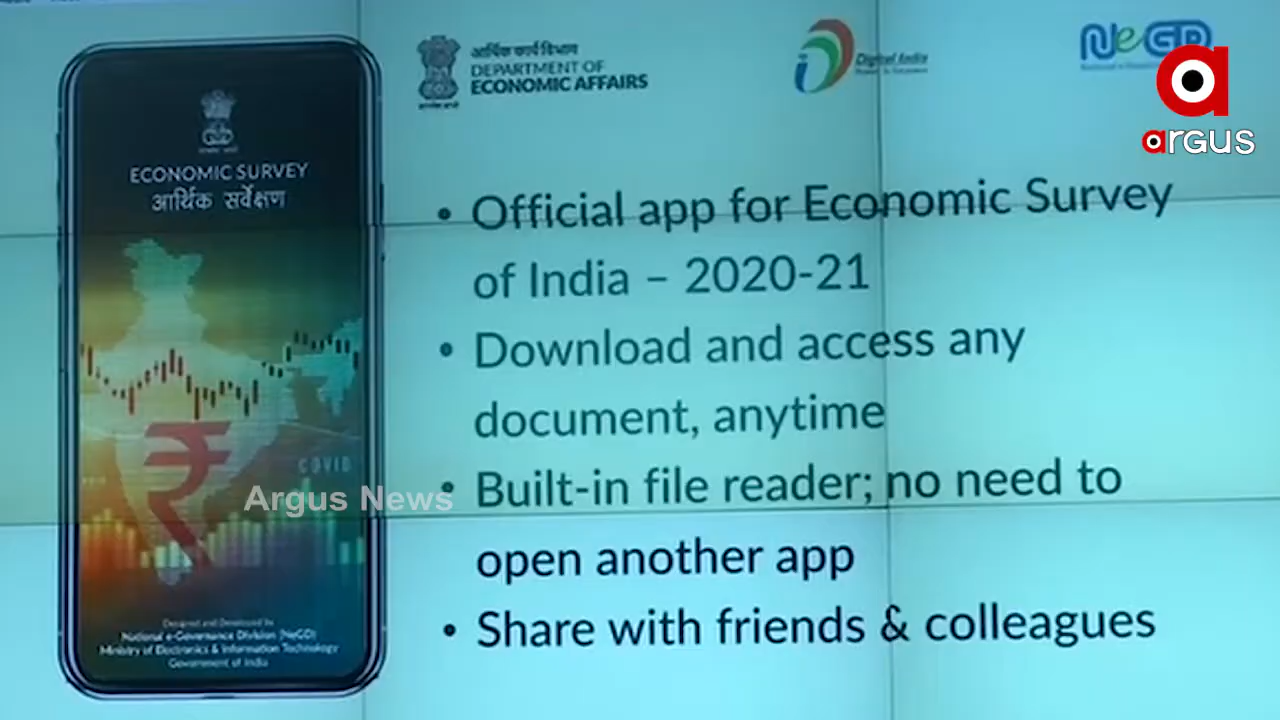 आर्थिक कार्य विभाग
DEPARTMENT OF
ECONOMIC AFFAIRS
Digital India
NeGD
argus
ECONOMIC SURVEY
आर्थिक सर्वेक्षण
• Official app for Economic Survey
of India – 2020-21
• Download and access any
document, anytime
• Built-in file reader; no need to
open another app
• Share with friends & colleagues
COVID
Argus News
Designed and Developed by
National e-Governance Division (NeGD)
Ministry of Electronics & Information Technology
Government of India